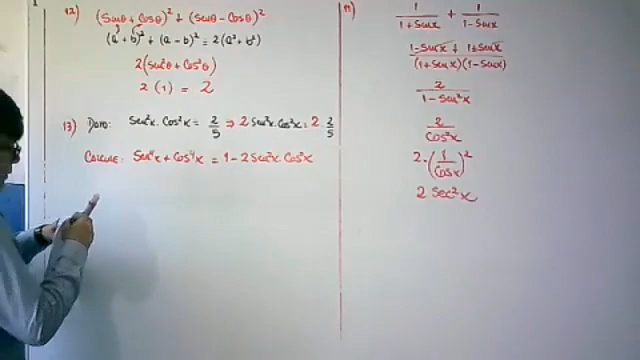 12) (Senθ + Cosθ)² + (Senθ - Cosθ)²
(a + b)² + (a - b)² = 2(a² + b²)
2(sen²θ + Cos²θ)
2 (1) = 2
13) Dato: Sen²x . Cos²x = 2/5 ⇒ 2 Sen²x . Cos²x = 2 . 2/5
Calcule: Sen⁴x + Cos⁴x = 1 - 2 Sen²x . Cos²x
11) 1/(1 + Senx) + 1/(1 - Senx)
(1 - Senx + 1 + Senx)/((1 + Senx)(1 - Senx))
2/(1 - Sen²x)
2/Cos²x
2 . (1/Cosx)²
2 Sec²x